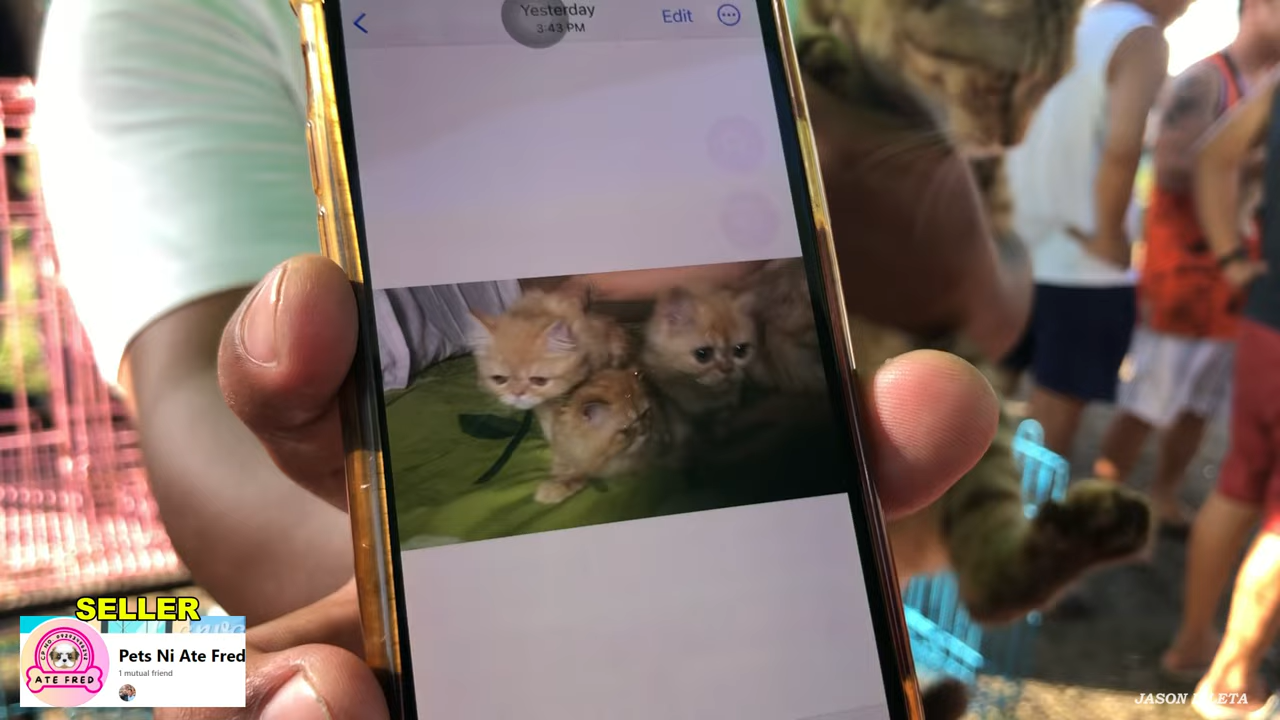 Yesterday
3:43 PM
Edit
SELLER
Pets Ni Ate Fred
1 mutual friend
ATE FRED
JASON